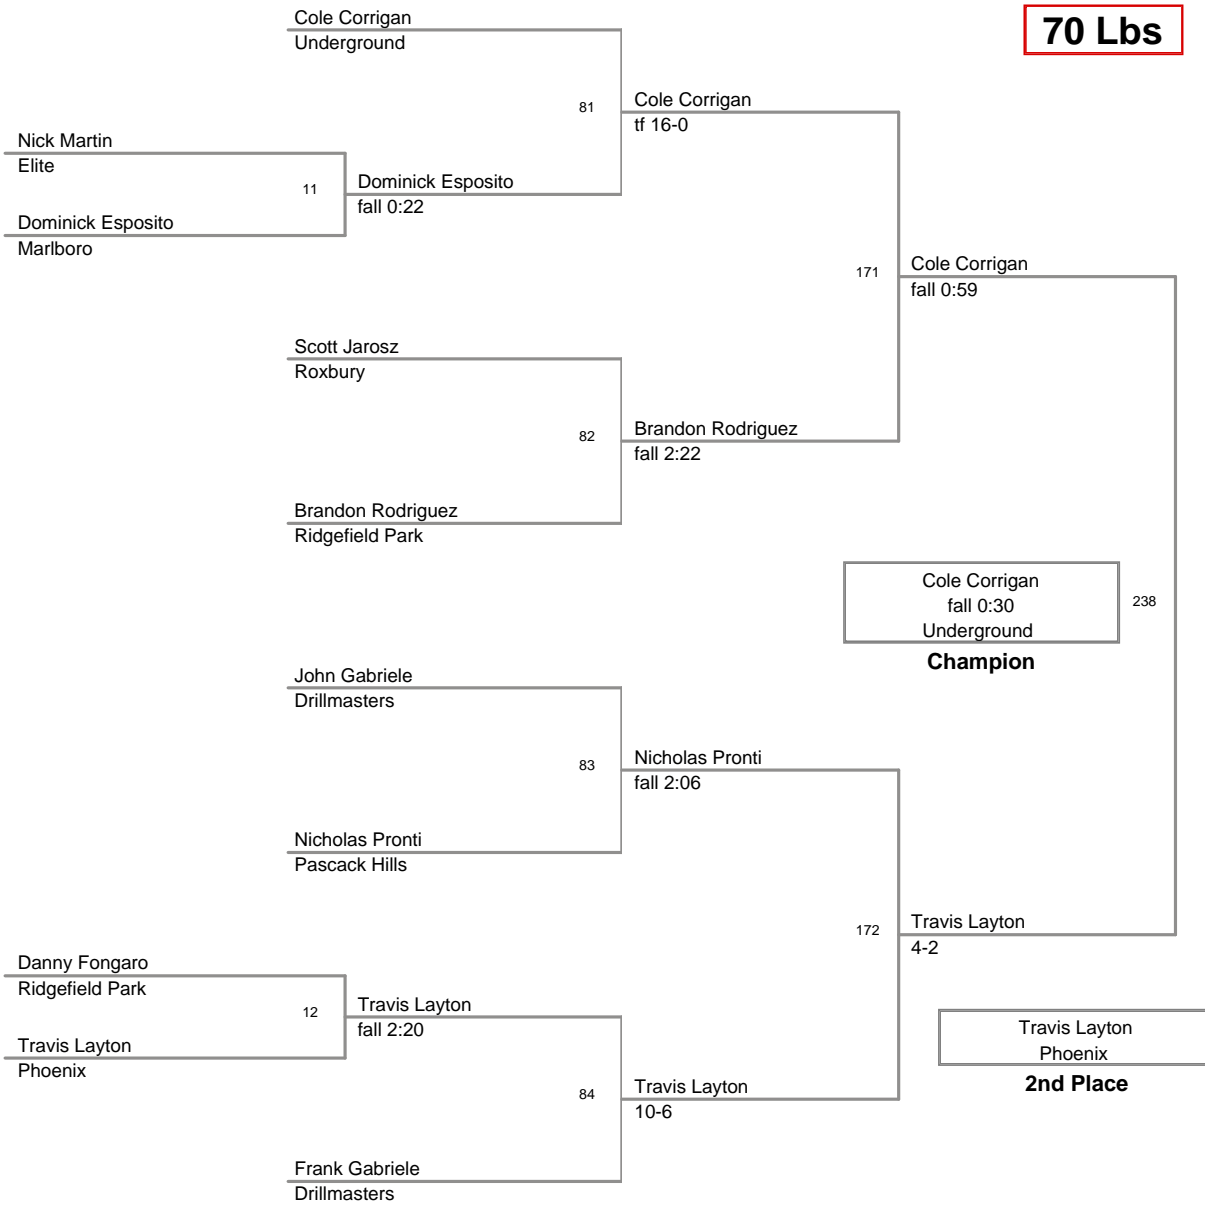 Cole Corrigan
Underground
70 Lbs
81
Cole Corrigan
tf 16-0
Nick Martin
Elite
11
Dominick Esposito
fall 0:22
Dominick Esposito
Marlboro
171
Cole Corrigan
fall 0:59
Scott Jarosz
Roxbury
82
Brandon Rodriguez
fall 2:22
Brandon Rodriguez
Ridgefield Park
Cole Corrigan
fall 0:30
Underground
238
Champion
John Gabriele
Drillmasters
83
Nicholas Pronti
fall 2:06
Nicholas Pronti
Pascack Hills
172
Travis Layton
4-2
Danny Fongaro
Ridgefield Park
12
Travis Layton
fall 2:20
Travis Layton
Phoenix
Travis Layton
Phoenix
2nd Place
84
Travis Layton
10-6
Frank Gabriele
Drillmasters